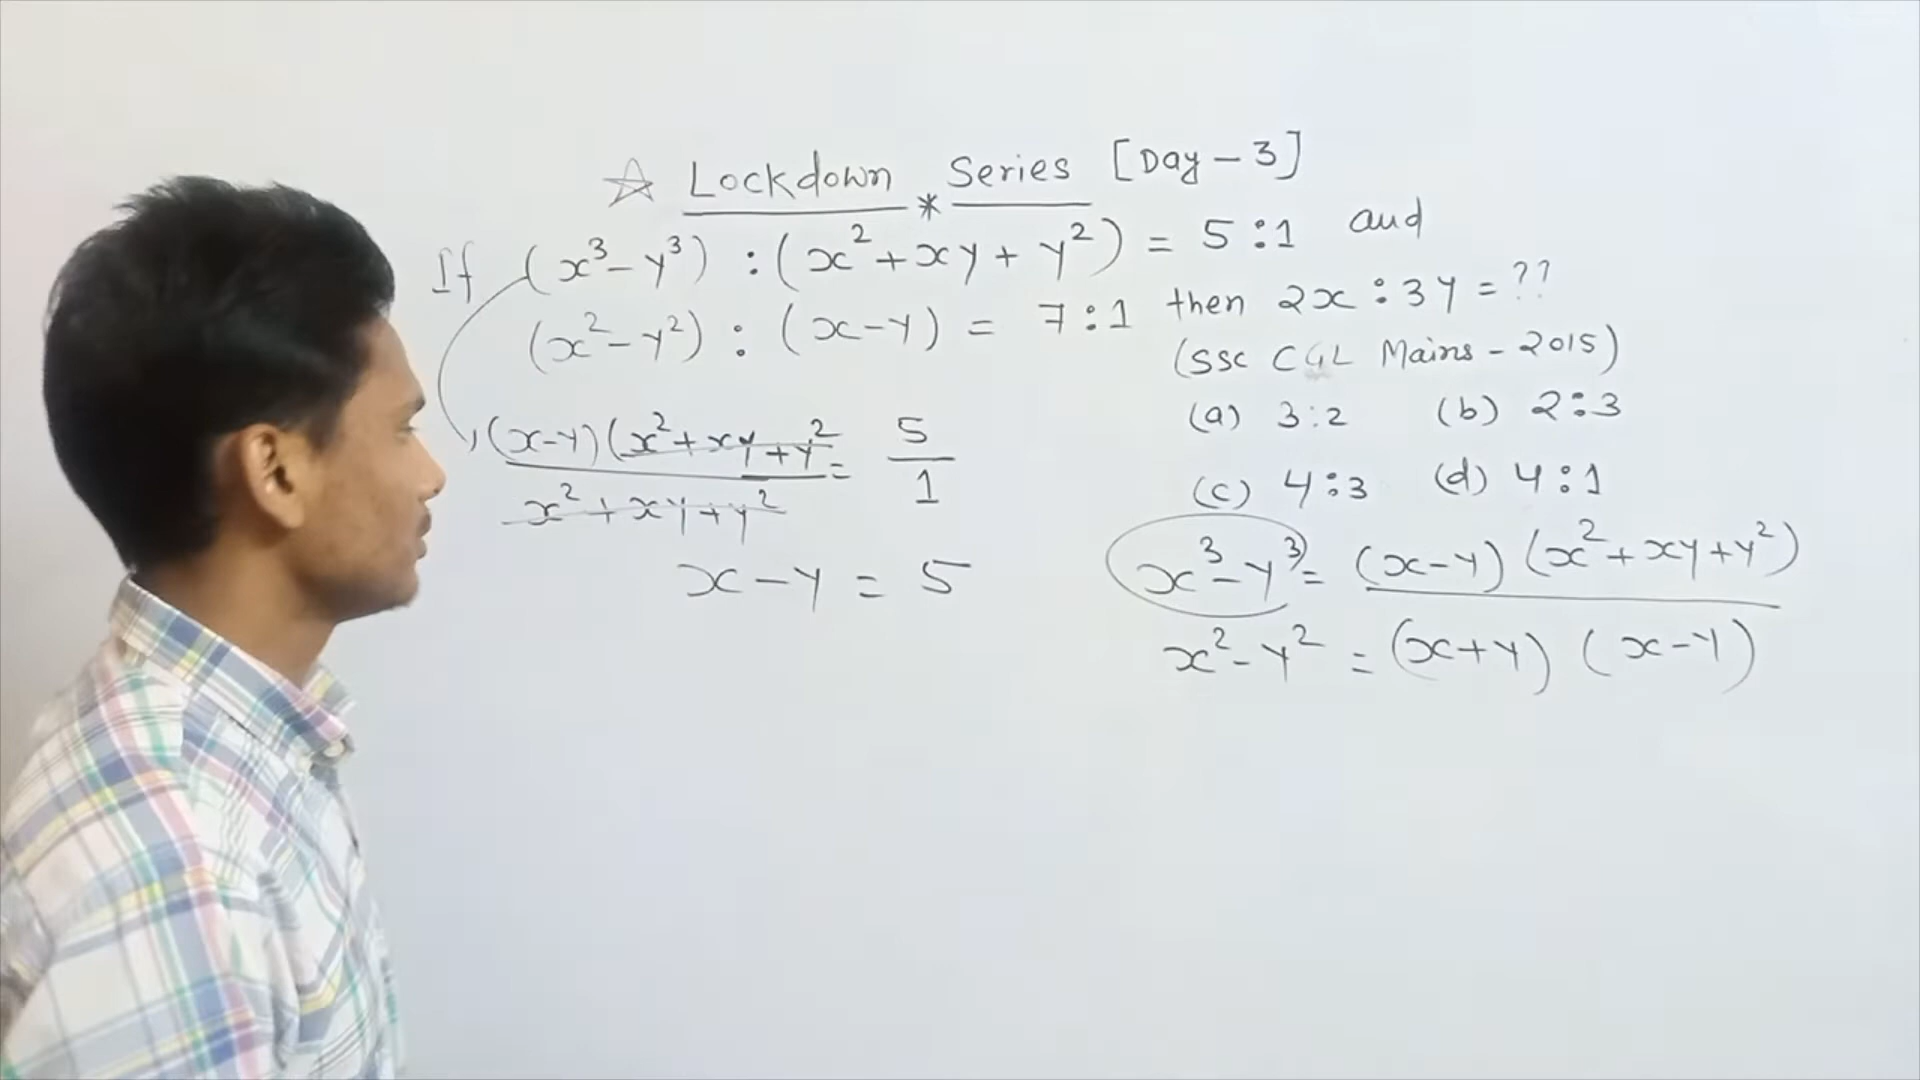 ☆ Lockdown * Series [Day - 3]
If (x³ - y³) : (x² + xy + y²) = 5 : 1 and
(x² - y²) : (x - y) = 7 : 1 then 2x : 3y = ??
(SSC CGL Mains - 2015)
(a) 3 : 2 (b) 2 : 3
(c) 4 : 3 (d) 4 : 1
(x-y)(x² + xy + y² = 5
x² + xy + y² 1
x - y = 5
x³ - y³ = (x - y) (x² + xy + y²)
x² - y² = (x + y) (x - y)